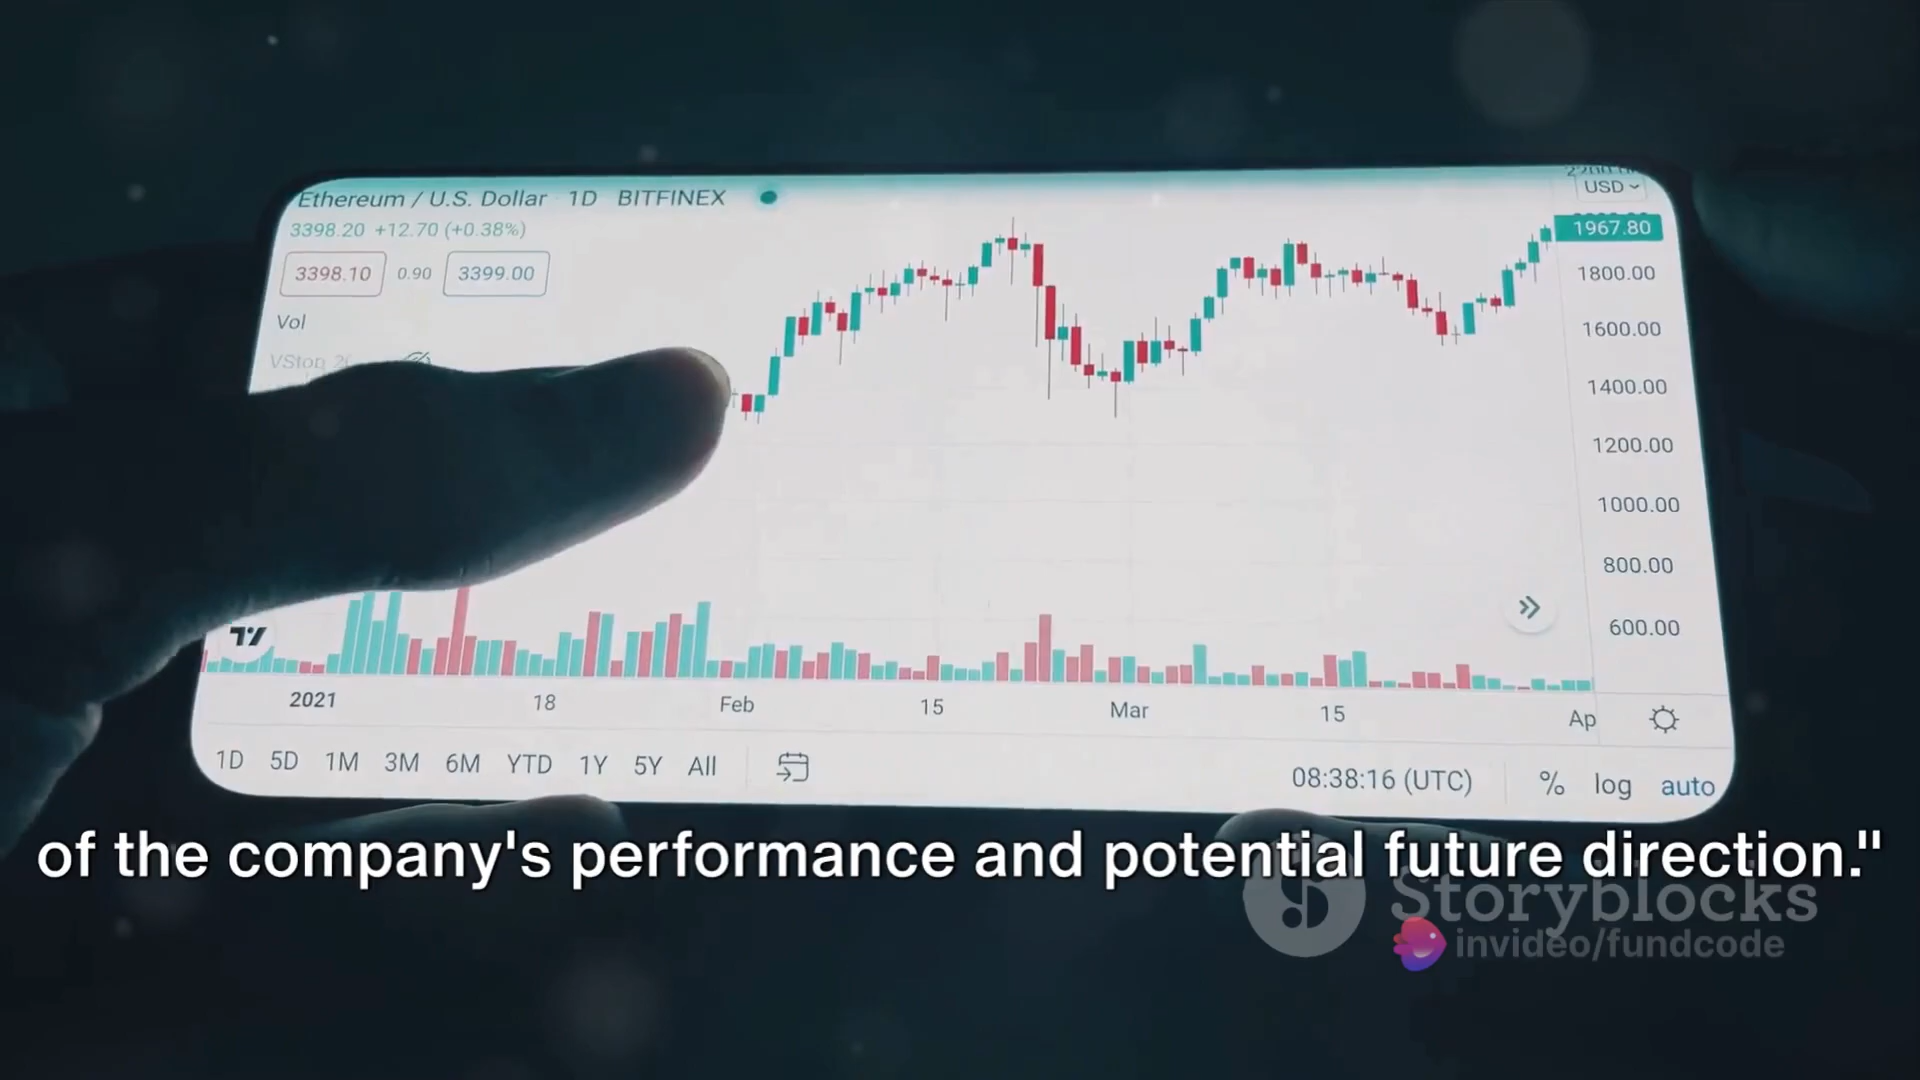 Ethereum / U.S. Dollar 1D BITFINEX
USD
3398.20 +12.70 (+0.38%)
1967.80
3398.10 0.90 3399.00
1800.00
Vol
1600.00
VStop
1400.00
1200.00
1000.00
800.00
600.00
2021 18 Feb 15 Mar 15 Ap
1D 5D 1M 3M 6M YTD 1Y 5Y All 08:38:16 (UTC) % log auto
of the company's performance and potential future direction."
Storyblocks
invideo/fundcode